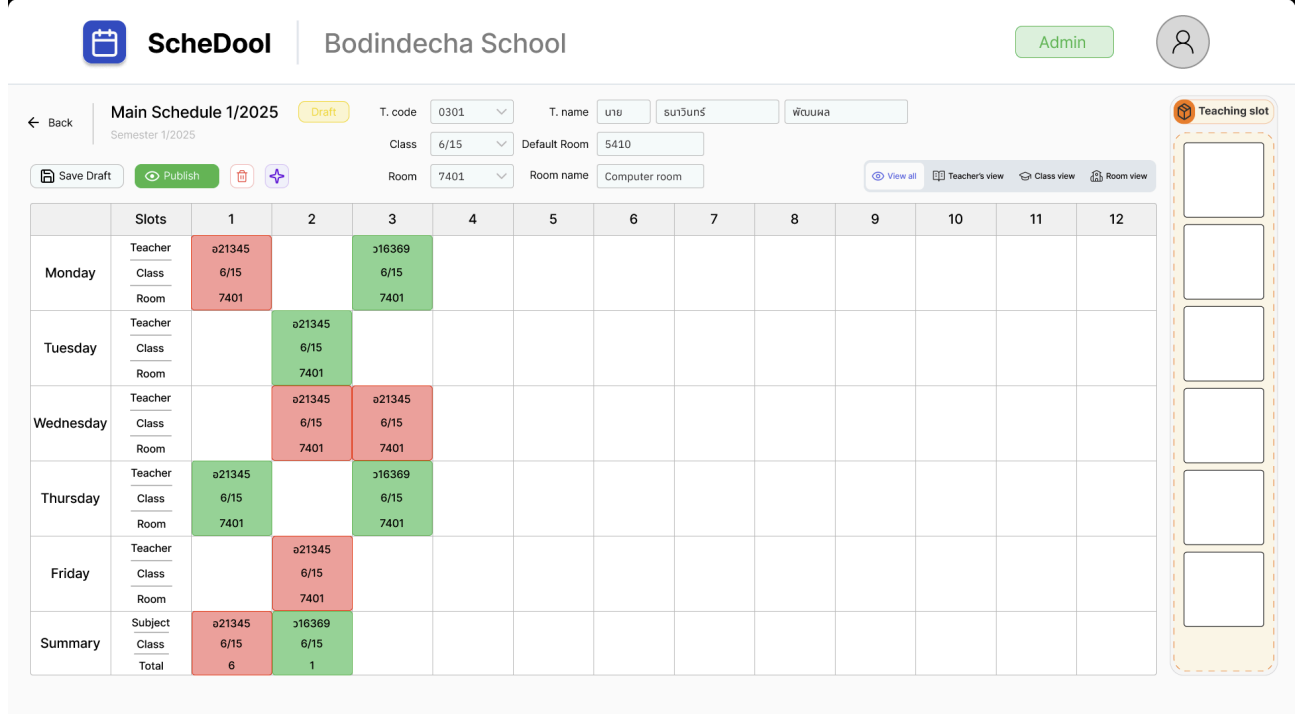 ScheDool Bodindecha School Admin
Back Main Schedule 1/2025 Draft T. code 0301 T. name นาย ธนาวินทร์ พัฒนผล Teaching slot
Semester 1/2025
Class 6/15 Default Room 5410
Save Draft Publish Room 7401 Room name Computer room View all Teacher's view Class view Room view
Slots 1 2 3 4 5 6 7 8 9 10 11 12
Teacher อ21345 ว16369
Monday Class 6/15 6/15
Room 7401 7401
Teacher อ21345
Tuesday Class 6/15
Room 7401
Teacher อ21345 อ21345
Wednesday Class 6/15 6/15
Room 7401 7401
Teacher อ21345 ว16369
Thursday Class 6/15 6/15
Room 7401 7401
Teacher อ21345
Friday Class 6/15
Room 7401
Subject อ21345 ว16369
Summary Class 6/15 6/15
Total 6 1